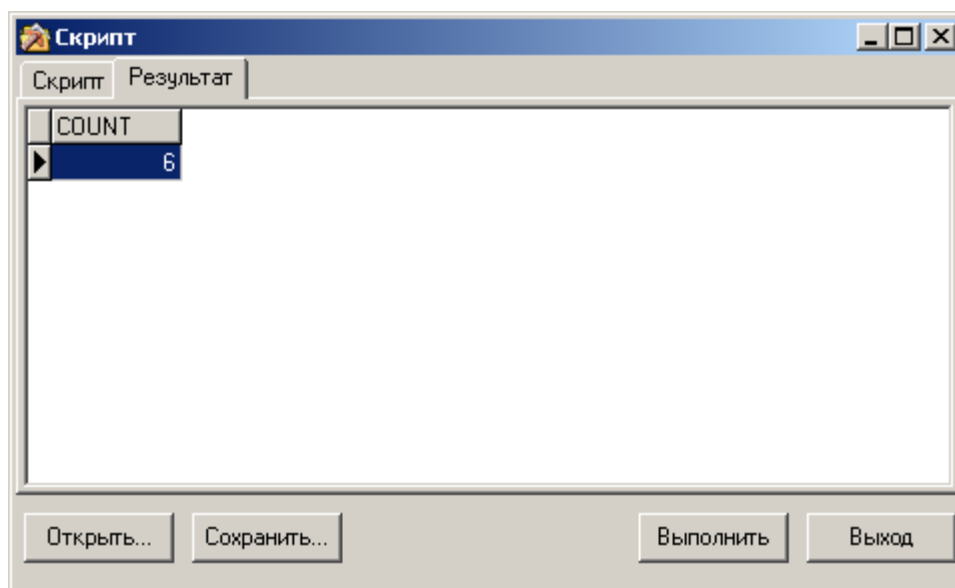 Скрипт
Скрипт Результат
COUNT
6
Открыть... Сохранить... Выполнить Выход